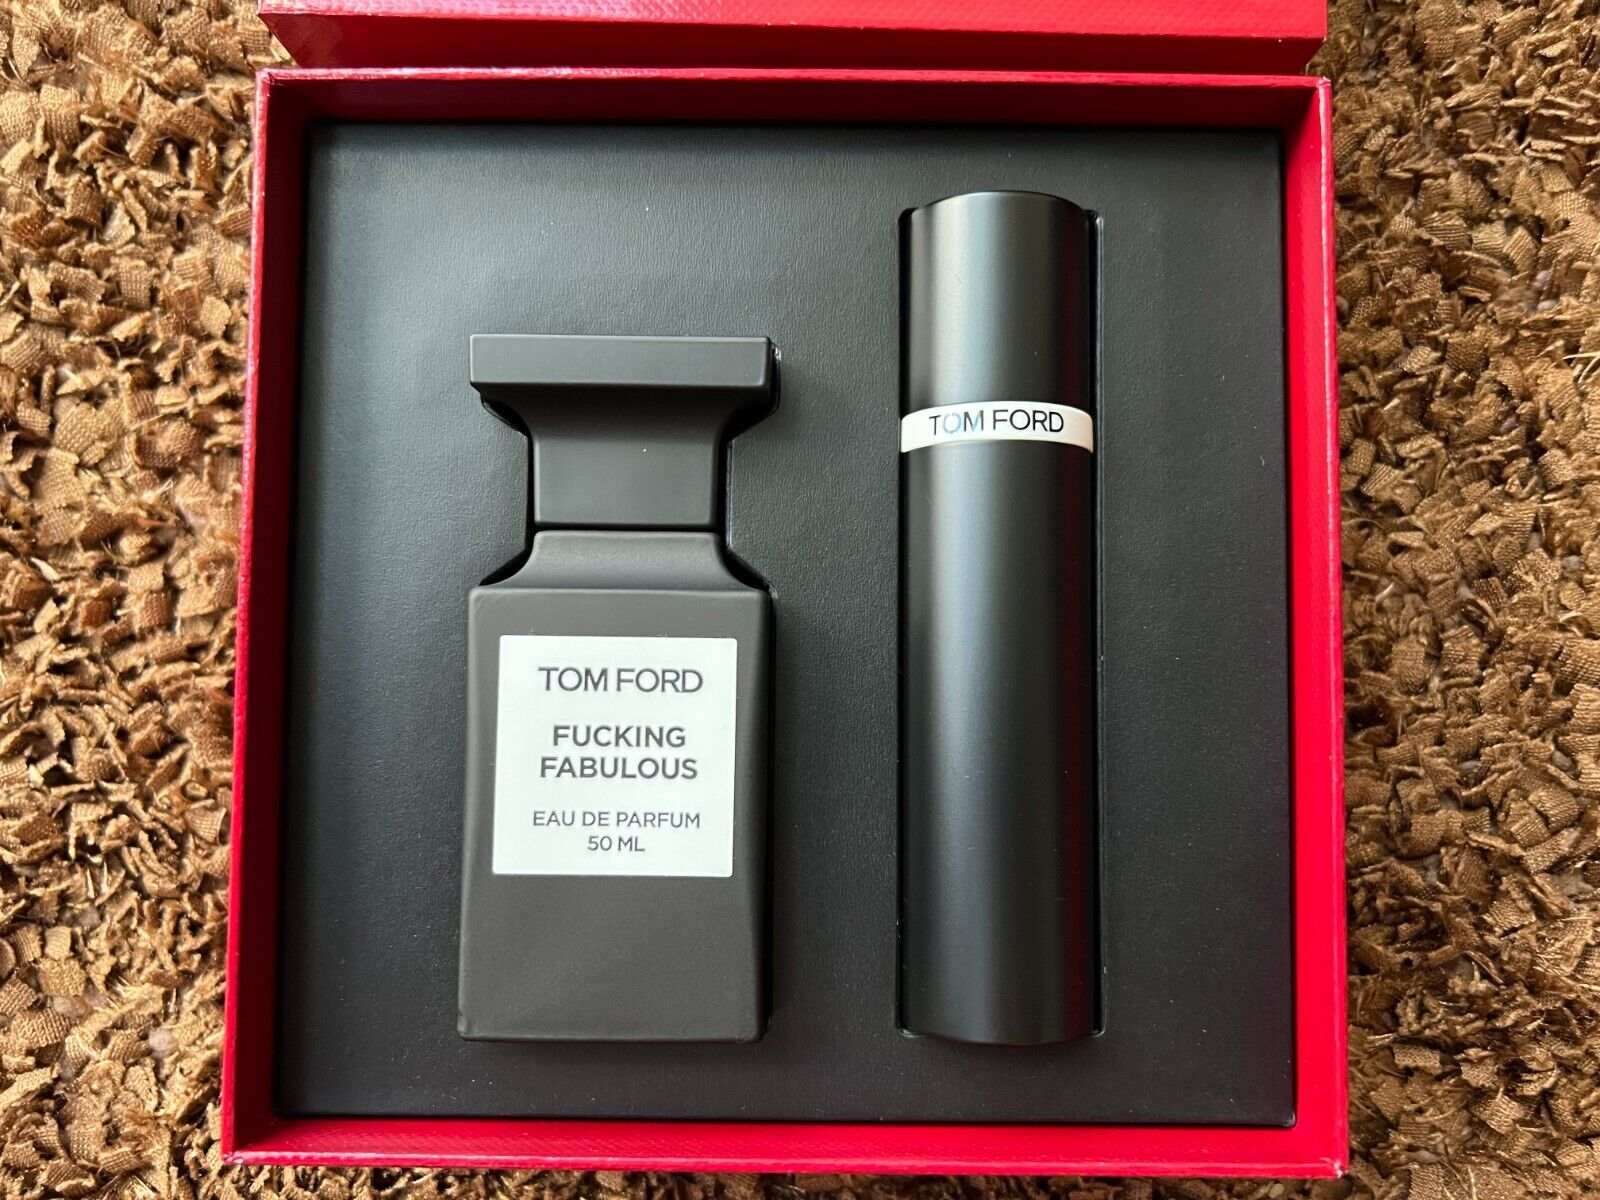 TOM FORD
FUCKING
FABULOUS
EAU DE PARFUM
50 ML
TOM FORD